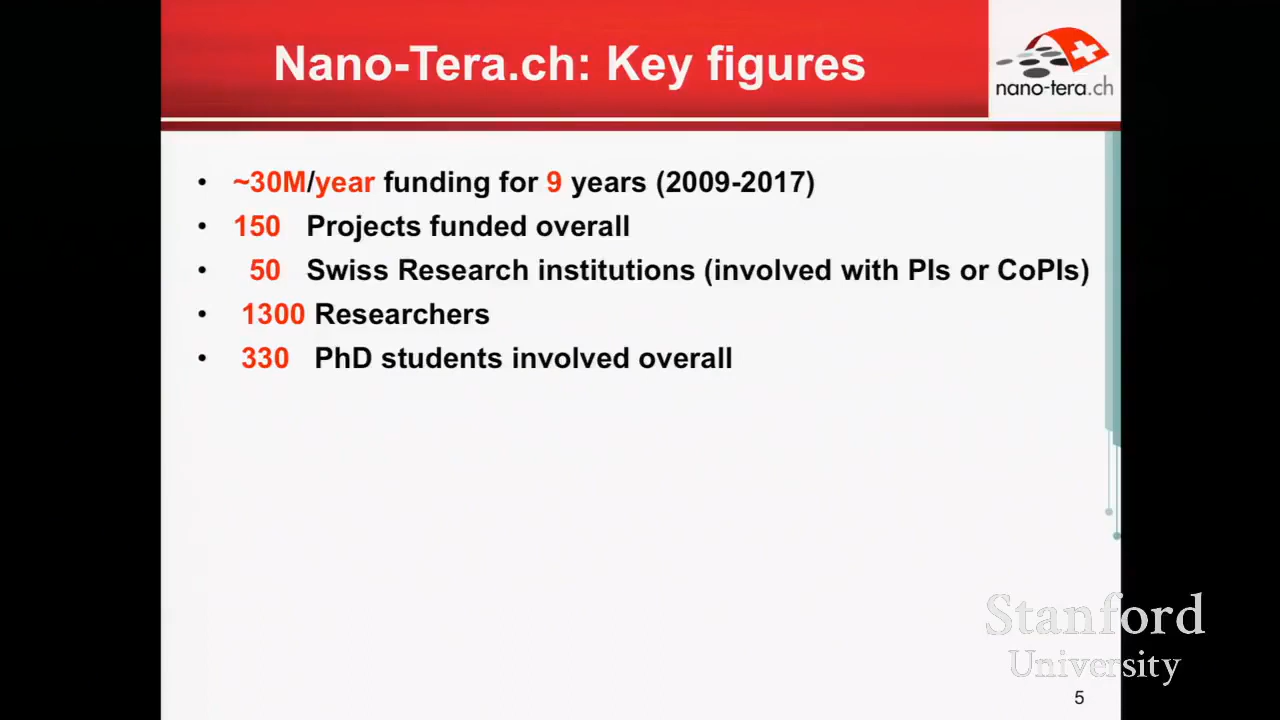 Nano-Tera.ch: Key figures
nano-tera.ch
• ~30M/year funding for 9 years (2009-2017)
• 150 Projects funded overall
• 50 Swiss Research institutions (involved with PIs or CoPIs)
• 1300 Researchers
• 330 PhD students involved overall
Stanford
University
5